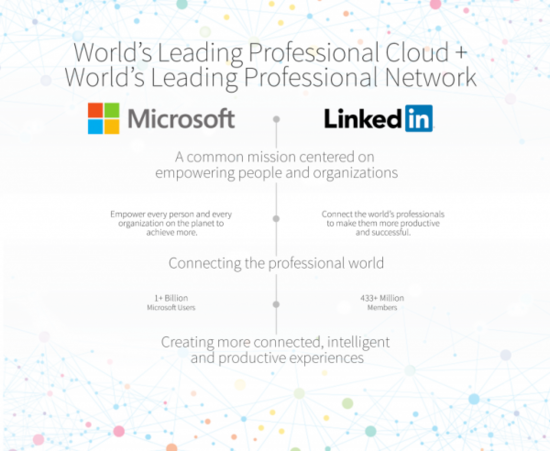 World's Leading Professional Cloud +
World's Leading Professional Network
Microsoft
Linked in
A common mission centered on
empowering people and organizations
Empower every person and every
organization on the planet to
achieve more.
Connect the world's professionals
to make them more productive
and successful.
Connecting the professional world
1+ Billion
Microsoft Users
433+ Million
Members
Creating more connected, intelligent
and productive experiences